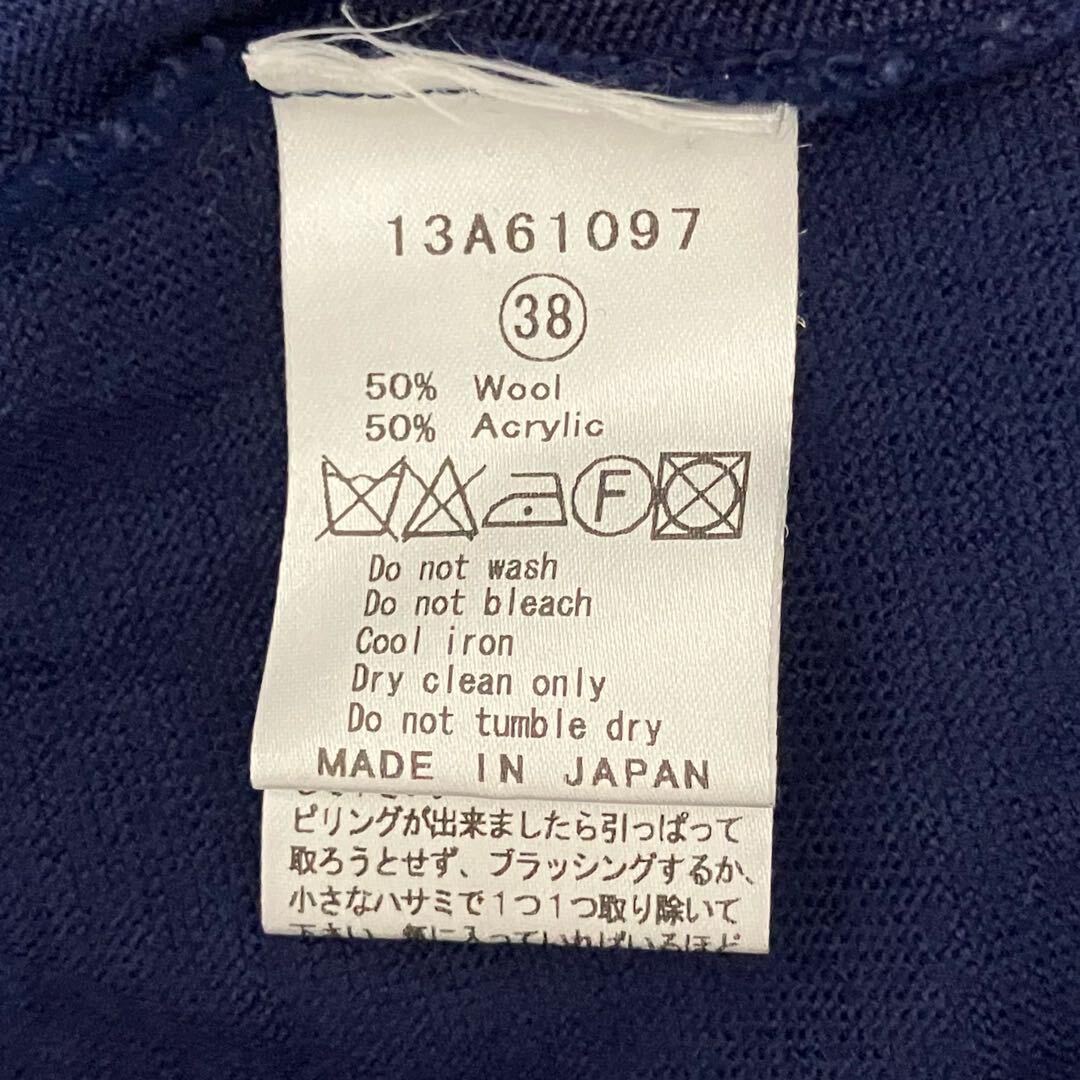 13A61097
38
50% Wool
50% Acrylic
F
Do not wash
Do not bleach
Cool iron
Dry clean only
Do not tumble dry
MADE IN JAPAN
ピリングが出来ましたら引っぱって
取ろうとせず、ブラッシングするか、
小さなハサミで1つ1つ取り除いて
下さい。